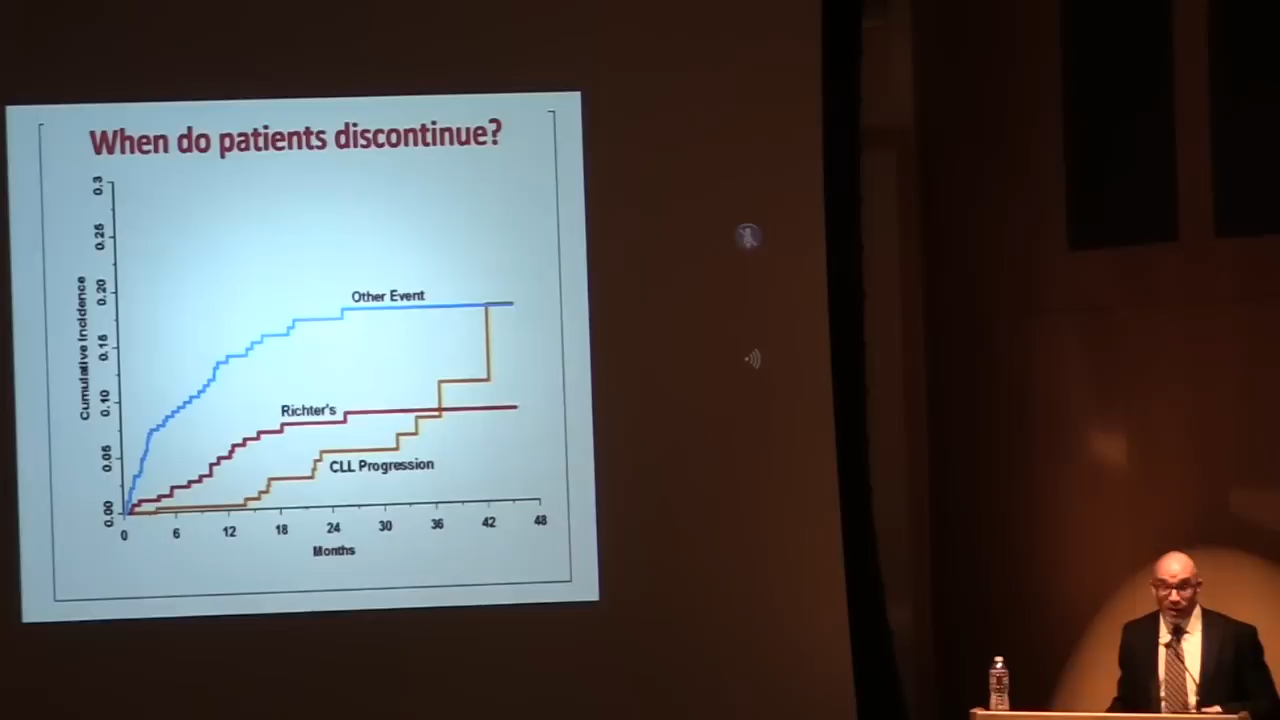 When do patients discontinue?
0.3
0.25
0.20
0.15
0.10
0.05
0.00
Cumulative Incidence
Other Event
Richter's
CLL Progression
0 6 12 18 24 30 36 42 48
Months